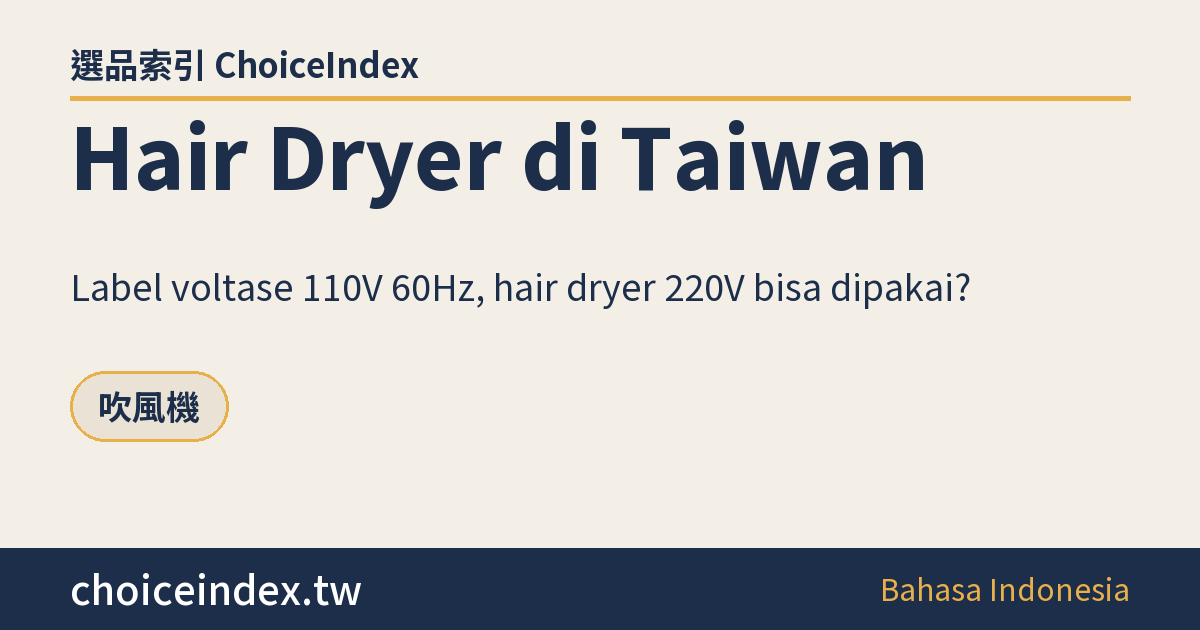 選品索引 ChoiceIndex
Hair Dryer di Taiwan
Label voltase 110V 60Hz, hair dryer 220V bisa dipakai?
吹風機
choiceindex.tw
Bahasa Indonesia